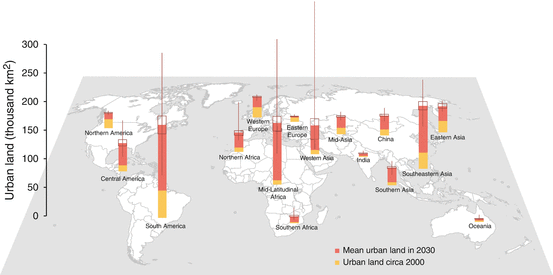 Urban land (thousand km²)
300
250
200
150
100
50
0
Northern America
Central America
South America
Western
Europe
Eastern
Europe
Northern Africa
Western Asia
Mid-Latitudinal
Africa
Southern Africa
Mid-Asia
India
China
Eastern Asia
Southeastern Asia
Southern Asia
Oceania
Mean urban land in 2030
Urban land circa 2000